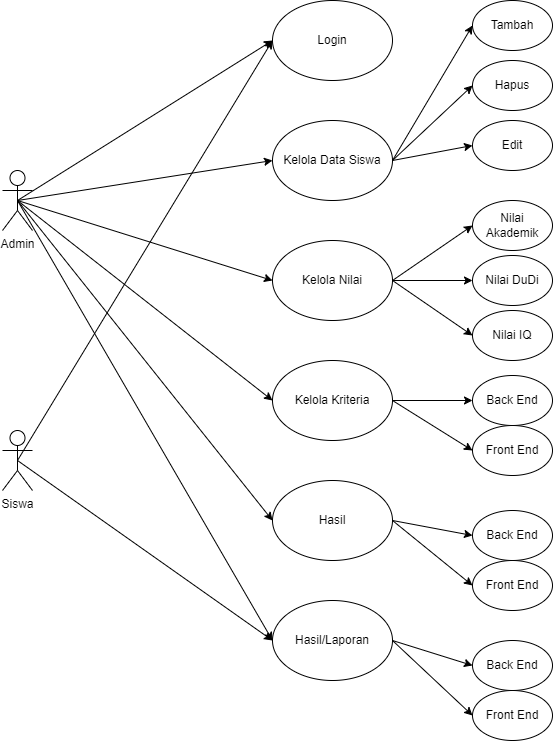 Login
Tambah
Hapus
Kelola Data Siswa
Edit
Admin
Nilai
Akademik
Kelola Nilai
Nilai DuDi
Nilai IQ
Kelola Kriteria
Back End
Front End
Siswa
Hasil
Back End
Front End
Hasil/Laporan
Back End
Front End